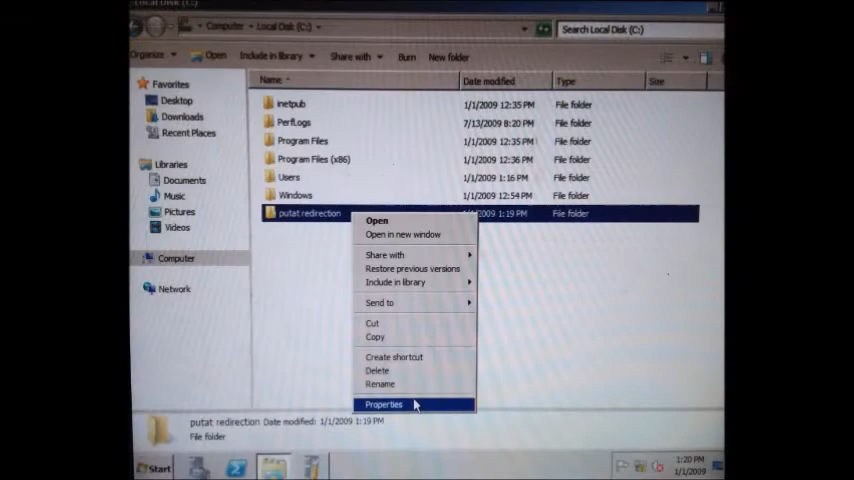 Local Disk (C:)
Computer Local Disk (C:) Search Local Disk (C:)
Organize Open Include in library Share with Burn New folder
Name Date modified Type Size
Favorites
Desktop
Downloads
Recent Places
Libraries
Documents
Music
Pictures
Videos
Computer
Network
inetpub 1/1/2009 12:35 PM File folder
PerfLogs 7/13/2009 8:20 PM File folder
Program Files 1/1/2009 12:35 PM File folder
Program Files (x86) 1/1/2009 12:36 PM File folder
Users 1/1/2009 1:16 PM File folder
Windows 1/1/2009 12:54 PM File folder
putat redirection 1/1/2009 1:19 PM File folder
Open
Open in new window
Share with
Restore previous versions
Include in library
Send to
Cut
Copy
Create shortcut
Delete
Rename
Properties
putat redirection Date modified: 1/1/2009 1:19 PM
File folder
Start
1:20 PM
1/1/2009